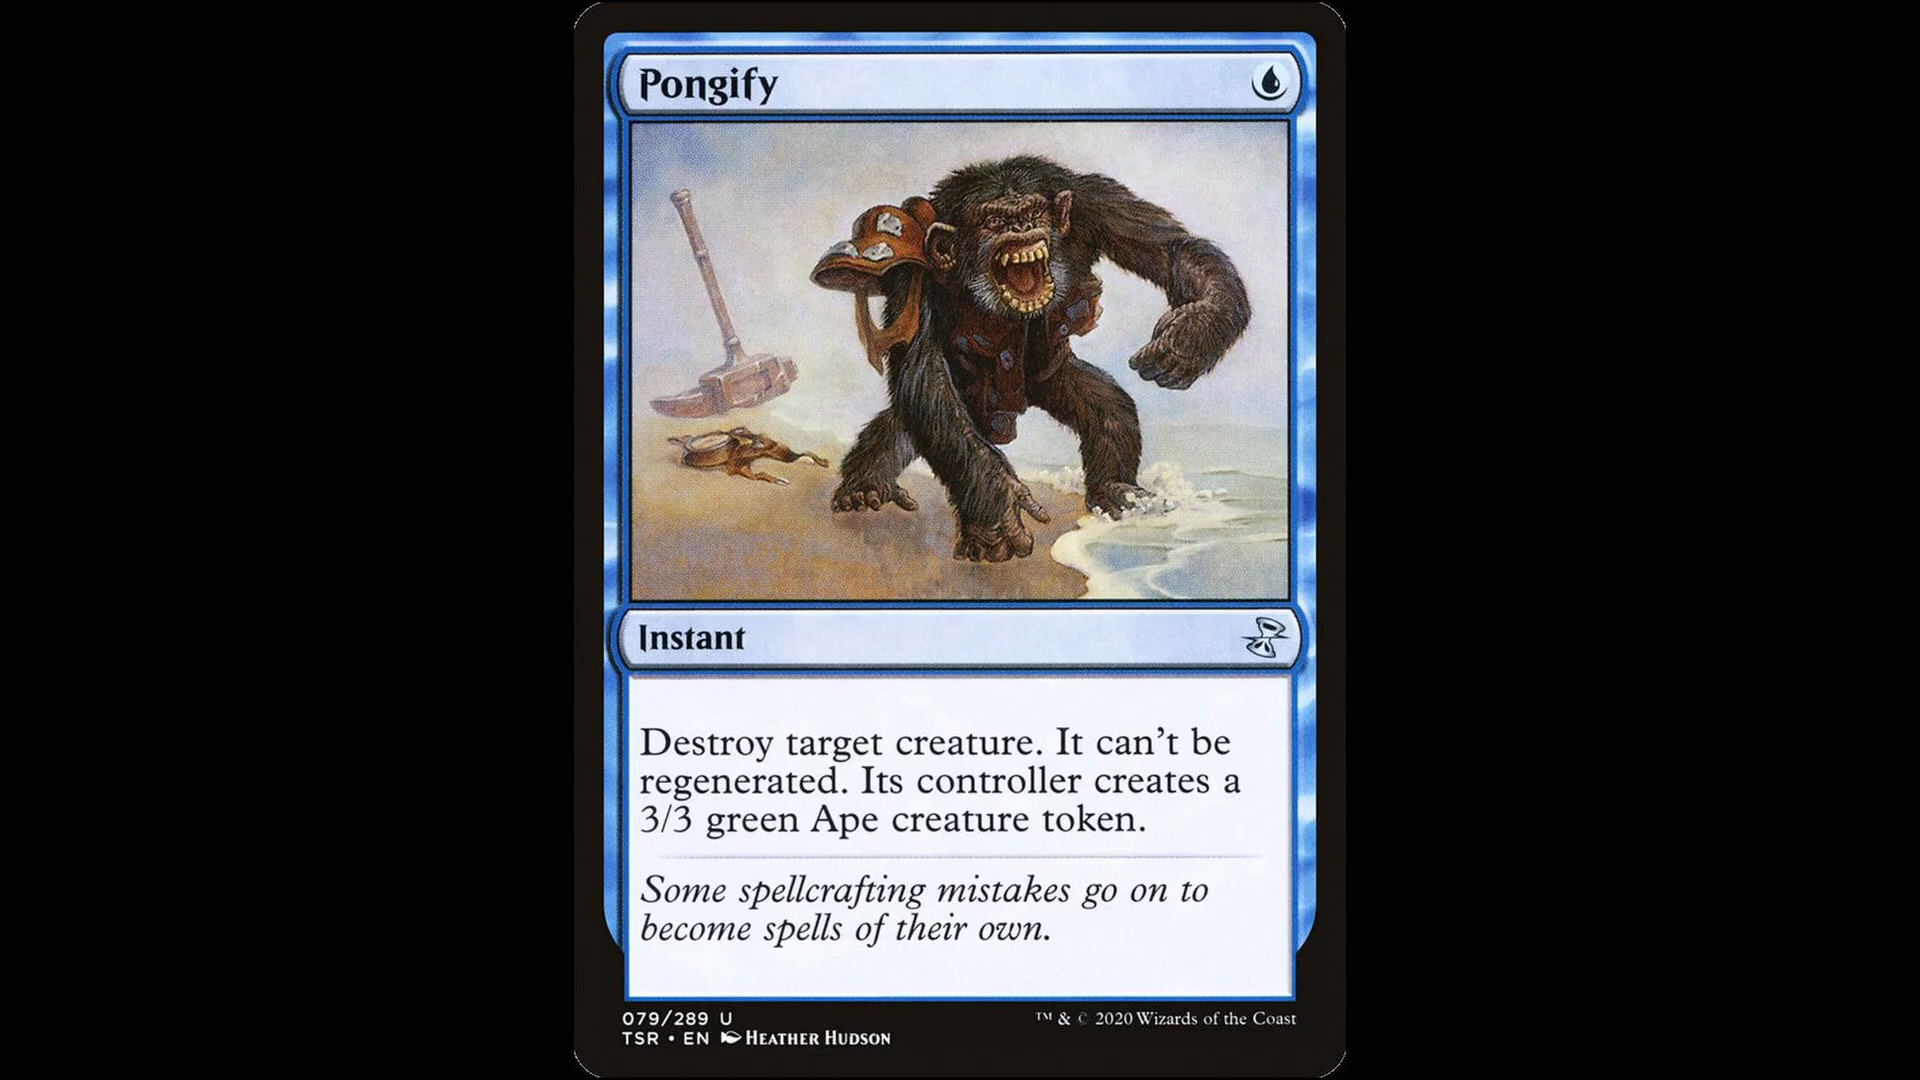 Pongify
Instant
Destroy target creature. It can't be
regenerated. Its controller creates a
3/3 green Ape creature token.
Some spellcrafting mistakes go on to
become spells of their own.
079/289 U
TSR • EN HEATHER HUDSON
™ & © 2020 Wizards of the Coast